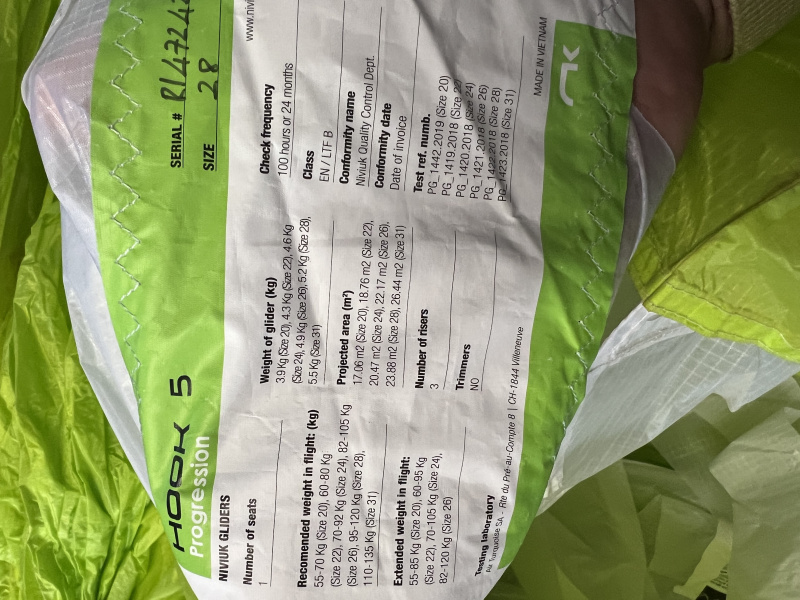 HOOK 5
Progression
SERIAL #
SIZE 28
NIVIUK GLIDERS
Number of seats
1
Recomended weight in flight: (kg)
55-70 Kg (Size 20), 60-80 Kg
(Size 22), 70-92 Kg (Size 24), 82-105 Kg
(Size 26), 95-120 Kg (Size 28),
110-135 Kg (Size 31)
Extended weight in flight:
55-85 Kg (Size 20), 60-95 Kg
(Size 22), 70-105 Kg (Size 24),
82-120 Kg (Size 26)
Testing laboratory
Air Turquoise SA - Rte du Pré-au-Compte 8 | CH-1844 Villeneuve
Weight of glider (kg)
3.9 Kg (Size 20), 4.3 Kg (Size 22), 4.6 Kg
(Size 24), 4.9 Kg (Size 26), 5.2 Kg (Size 28),
5.5 Kg (Size 31)
Projected area (m²)
17.06 m2 (Size 20), 18.76 m2 (Size 22),
20.47 m2 (Size 24), 22.17 m2 (Size 26),
23.88 m2 (Size 28), 26.44 m2 (Size 31)
Number of risers
3
Trimmers
NO
www.nivi
Check frequency
100 hours or 24 months
Class
EN / LTF B
Conformity name
Niviuk Quality Control Dept.
Conformity date
Date of invoice
Test ref. numb.
PG_1442.2019 (Size 20)
PG_1419.2018 (Size 22)
PG_1420.2018 (Size 24)
PG_1421.2018 (Size 26)
PG_1422.2018 (Size 28)
PG_1423.2018 (Size 31)
MADE IN VIETNAM